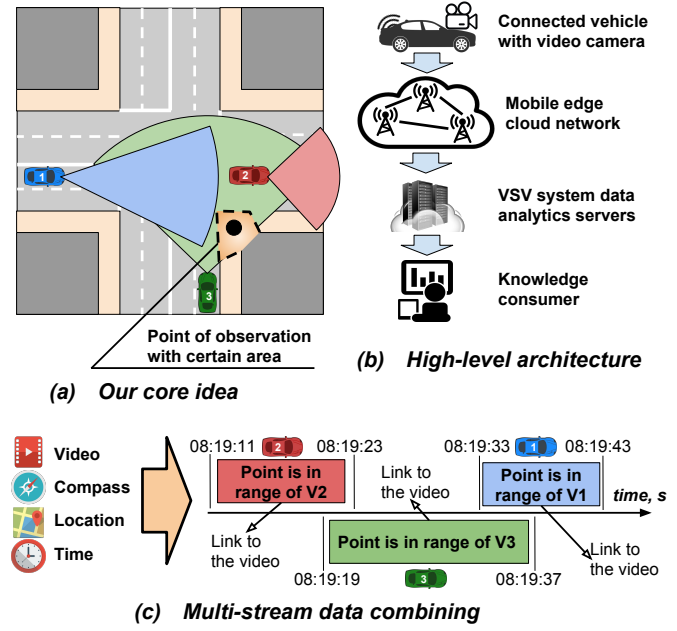 1
2
3
Point of observation
with certain area
(a) Our core idea
Connected vehicle
with video camera
Mobile edge
cloud network
VSV system data
analytics servers
Knowledge
consumer
(b) High-level architecture
Video
Compass
Location
Time
08:19:11
2
08:19:23
08:19:33
1
08:19:43
Point is in
range of V2
Link to
the video
Point is in
range of V1
time, s
Link to
the video
Point is in range of V3
Link to
the video
08:19:19
3
08:19:37
(c) Multi-stream data combining